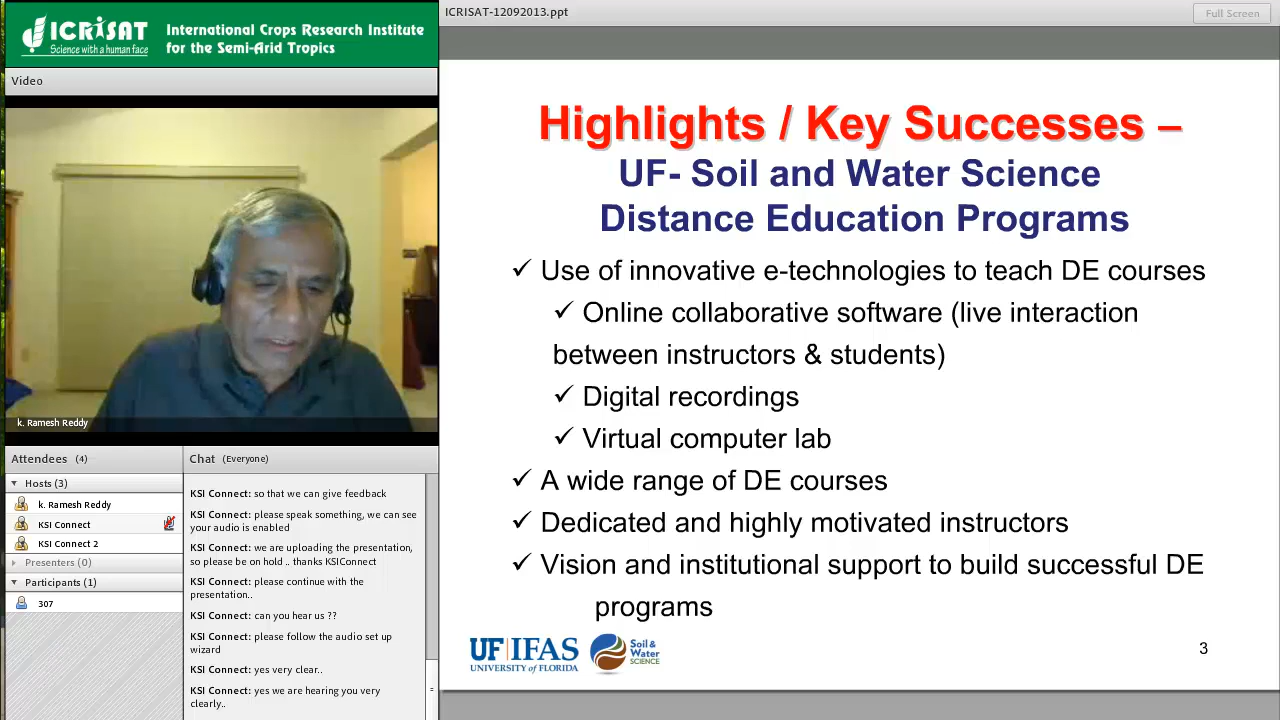 ICRISAT
Science with a human face
International Crops Research Institute
for the Semi-Arid Tropics
Video
k. Ramesh Reddy
Attendees (4)
Hosts (3)
k. Ramesh Reddy
KSI Connect
KSI Connect 2
Presenters (0)
Participants (1)
307
Chat (Everyone)
KSI Connect: so that we can give feedback
KSI Connect: please speak something, we can see
your audio is enabled
KSI Connect: we are uploading the presentation,
so please be on hold .. thanks KSIConnect
KSI Connect: please continue with the
presentation..
KSI Connect: can you hear us ??
KSI Connect: please follow the audio set up
wizard
KSI Connect: yes very clear..
KSI Connect: yes we are hearing you very
clearly..
ICRISAT-12092013.ppt
Full Screen
Highlights / Key Successes –
UF- Soil and Water Science
Distance Education Programs
✓ Use of innovative e-technologies to teach DE courses
✓ Online collaborative software (live interaction
between instructors & students)
✓ Digital recordings
✓ Virtual computer lab
✓ A wide range of DE courses
✓ Dedicated and highly motivated instructors
✓ Vision and institutional support to build successful DE
programs
UF IFAS
UNIVERSITY of FLORIDA
Soil &
Water
SCIENCE
3